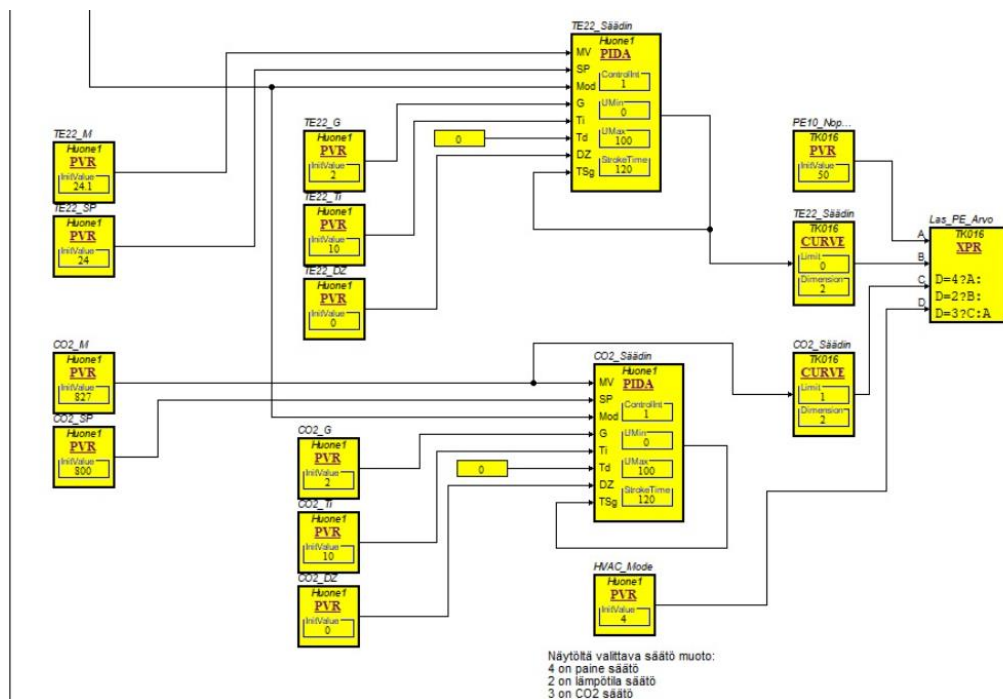 TE22_Säädin
Huone1
PIDA
MV
SP
Mod
G
Ti
Td
DZ
TSg
ControlInt
1
UMin
0
UMax
100
StrokeTime
120
TE22_M
Huone1
PVR
InitValue
24.1
TE22_SP
Huone1
PVR
InitValue
24
TE22_G
Huone1
PVR
InitValue
2
0
TE22_Ti
Huone1
PVR
InitValue
10
TE22_DZ
Huone1
PVR
InitValue
0
PE10_Nop...
TK016
PVR
InitValue
50
TE22_Säädin
TK016
CURVE
Limit
0
Dimension
2
Las_PE_Arvo
TK016
XPR
A
B
C
D
D=4?A:
D=2?B:
D=3?C:A
CO2_M
Huone1
PVR
InitValue
827
CO2_SP
Huone1
PVR
InitValue
800
CO2_Säädin
Huone1
PIDA
MV
SP
Mod
G
Ti
Td
DZ
TSg
ControlInt
1
UMin
0
UMax
100
StrokeTime
120
CO2_Säädin
TK016
CURVE
Limit
1
Dimension
2
CO2_G
Huone1
PVR
InitValue
2
0
CO2_Ti
Huone1
PVR
InitValue
10
CO2_DZ
Huone1
PVR
InitValue
0
HVAC_Mode
Huone1
PVR
InitValue
4
Näytöltä valittava säätö muoto:
4 on paine säätö
2 on lämpötila säätö
3 on CO2 säätö